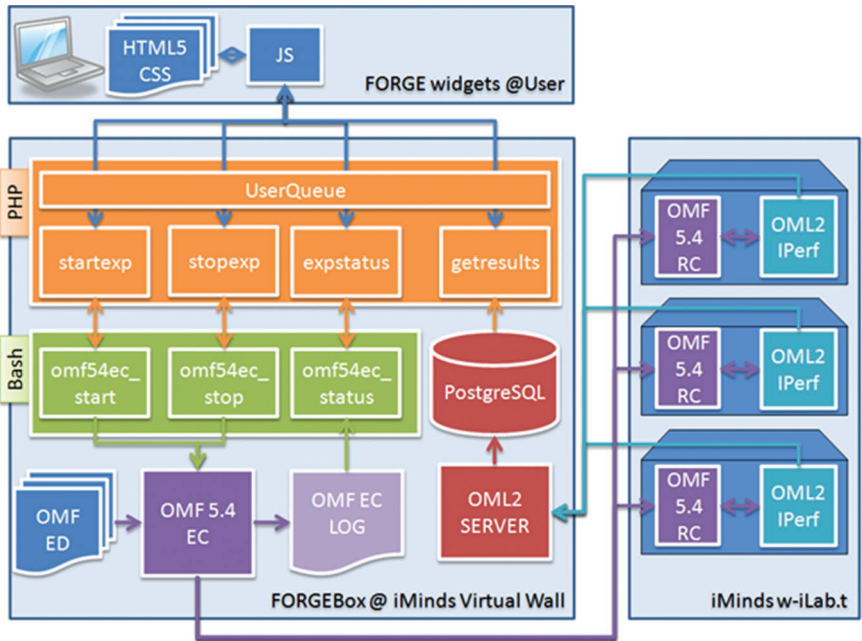 HTML5
CSS
JS
FORGE widgets @User
PHP
UserQueue
startexp
stopexp
expstatus
getresults
Bash
omf54ec_
start
omf54ec_
stop
omf54ec_
status
PostgreSQL
OMF
ED
OMF 5.4
EC
OMF EC
LOG
OML2
SERVER
FORGEBox @ iMinds Virtual Wall
OMF
5.4
RC
OML2
IPerf
OMF
5.4
RC
OML2
IPerf
OMF
5.4
RC
OML2
IPerf
iMinds w-iLab.t